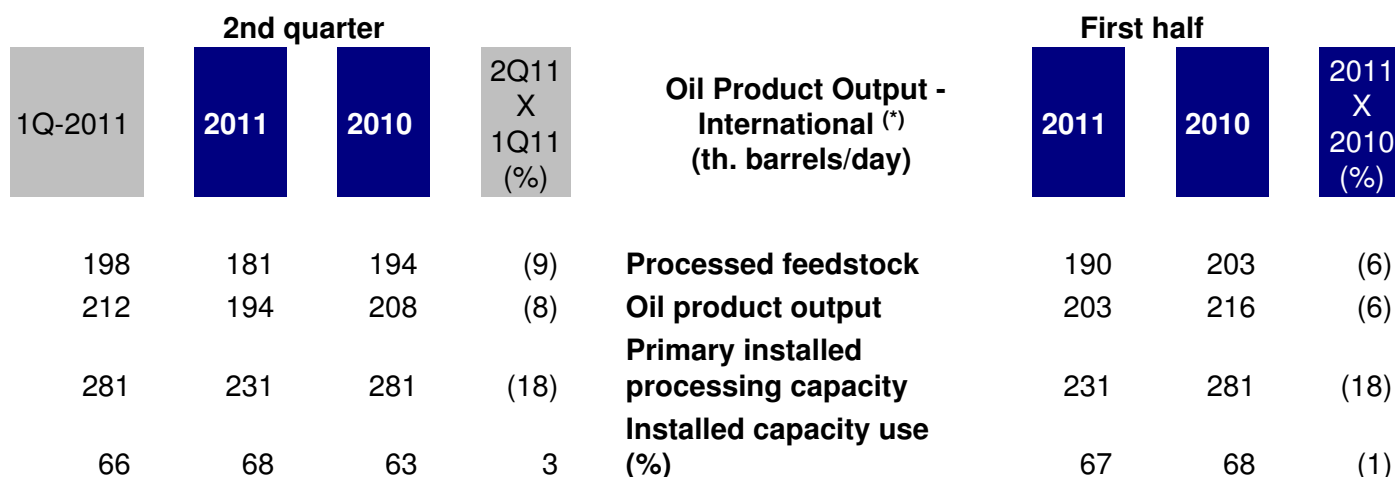 2nd quarter First half
1Q-2011 2011 2010 2Q11 X 1Q11 (%) Oil Product Output - International (*) (th. barrels/day) 2011 2010 2011 X 2010 (%)
198 181 194 (9) Processed feedstock 190 203 (6)
212 194 208 (8) Oil product output 203 216 (6)
Primary installed
281 231 281 (18) processing capacity 231 281 (18)
Installed capacity use
66 68 63 3 (%) 67 68 (1)